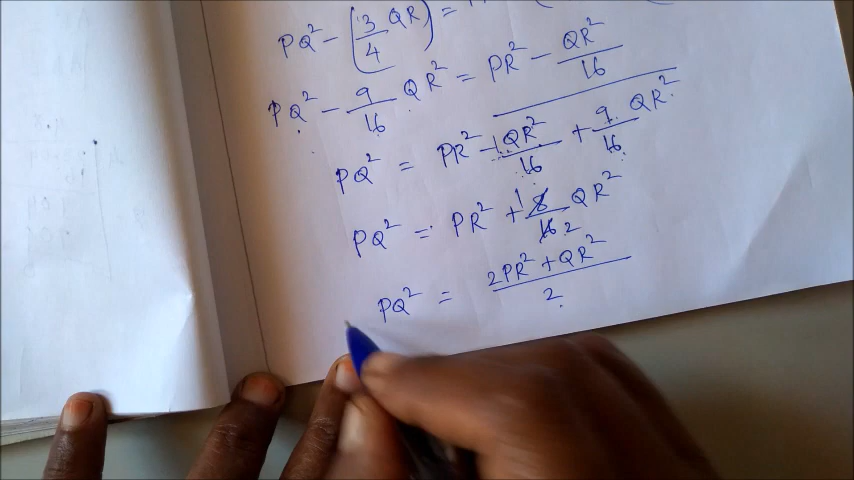 PQ² - (3/4 QR) =
PQ² - 9/16 QR² = PR² - QR²/16
PQ² = PR² - 1QR²/16 + 9/16 QR²
PQ² = PR² + 1 8/16 2 QR²
PQ² = 2PR² + QR²/2